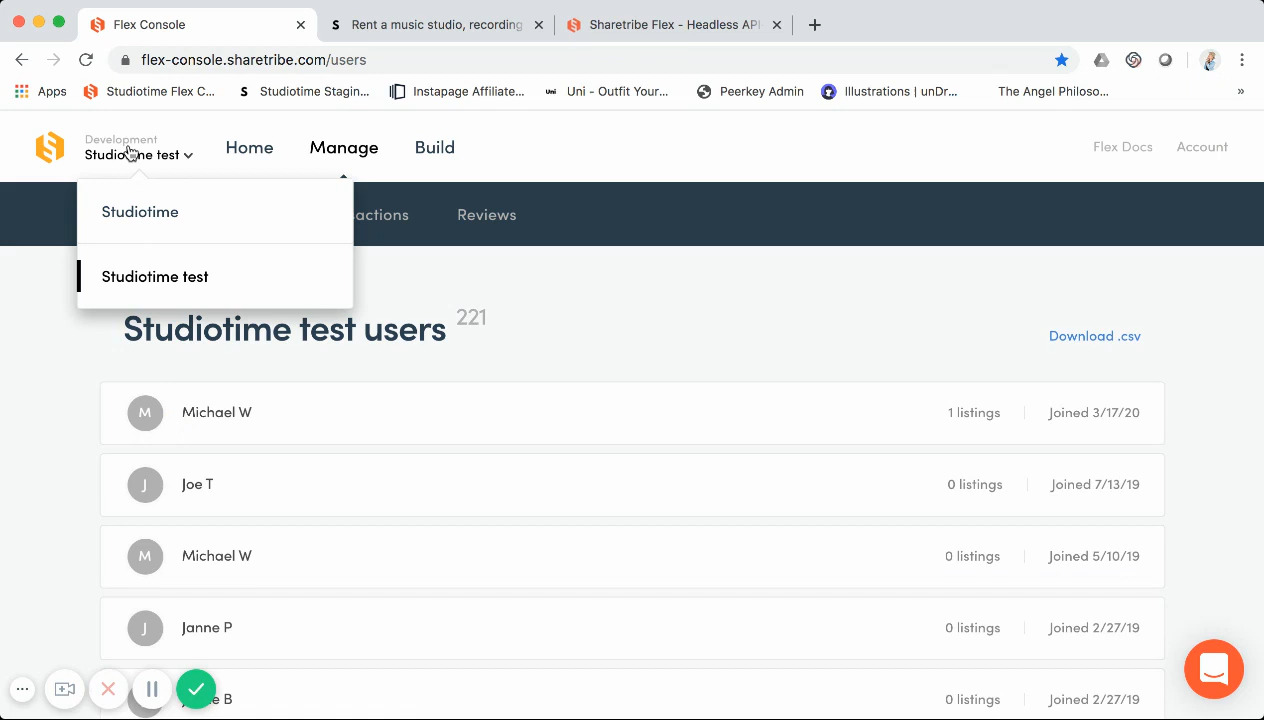 Flex Console
Rent a music studio, recording
Sharetribe Flex - Headless API
flex-console.sharetribe.com/users
Apps
Studiotime Flex C...
Studiotime Stagin...
Instapage Affiliate...
Uni
Uni - Outfit Your...
Peerkey Admin
Illustrations | unDr...
The Angel Philoso...
»
Development
Studiotime test
Home
Manage
Build
Flex Docs
Account
Studiotime
Studiotime test
Reviews
Studiotime test users 221
Download .csv
M Michael W 1 listings Joined 3/17/20
J Joe T 0 listings Joined 7/13/19
M Michael W 0 listings Joined 5/10/19
J Janne P 0 listings Joined 2/27/19
B 0 listings Joined 2/27/19